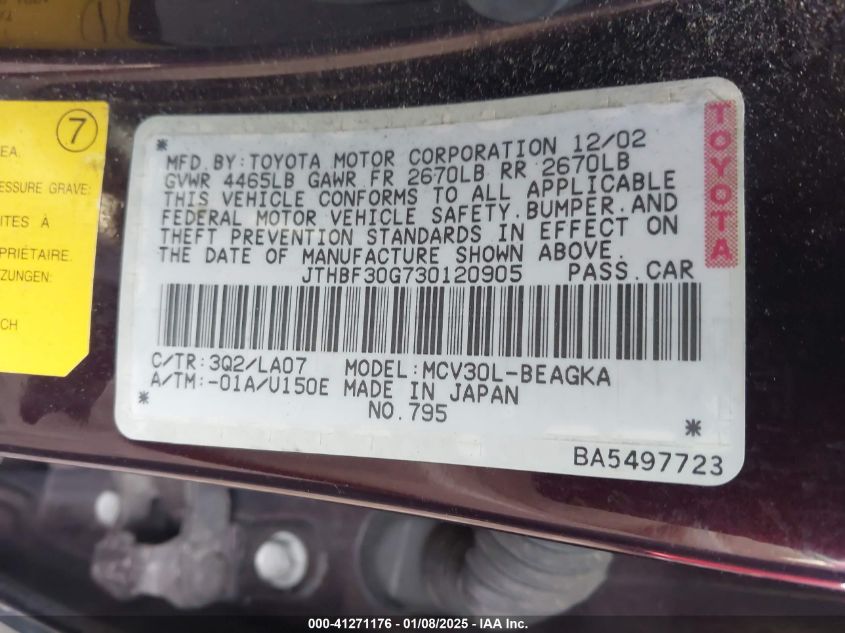 7
EA.
ESSURE GRAVE:
ITES À
PRIÉTAIRE.
TZUNGEN:
CH
* MFD. BY: TOYOTA MOTOR CORPORATION 12/02
GVWR 4465LB GAWR FR 2670LB RR 2670LB
THIS VEHICLE CONFORMS TO ALL APPLICABLE
FEDERAL MOTOR VEHICLE SAFETY, BUMPER, AND
THEFT PREVENTION STANDARDS IN EFFECT ON
THE DATE OF MANUFACTURE SHOWN ABOVE.
JTHBF30G730120905 PASS. CAR
C/TR: 3Q2/LA07 MODEL: MCV30L-BEAGKA
A/TM: -01A/U150E MADE IN JAPAN
* NO. 795 *
BA5497723
TOYOTA
000-41271176 - 01/08/2025 - IAA Inc.